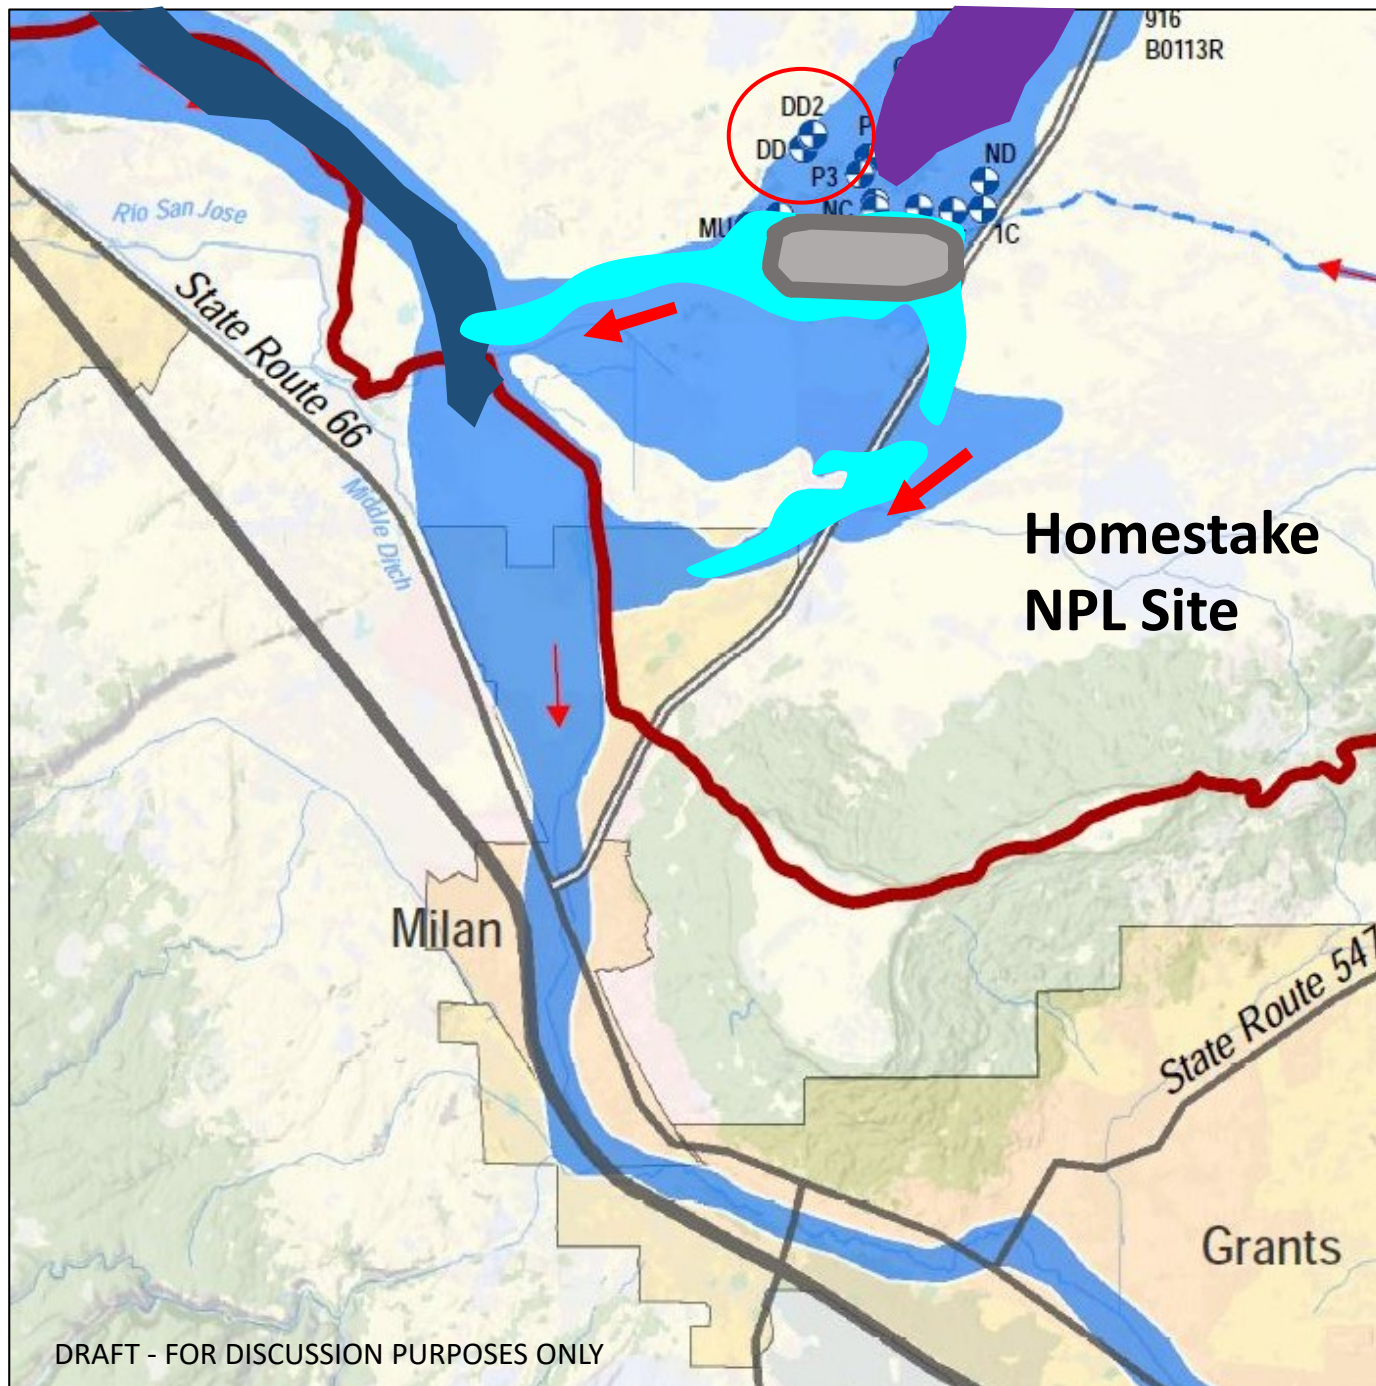 916
B0113R
DD2
DD
P
P3
ND
NC
MU
1C
Rio San Jose
State Route 66
Middle Ditch
Homestake
NPL Site
Milan
State Route 547
Grants
DRAFT - FOR DISCUSSION PURPOSES ONLY